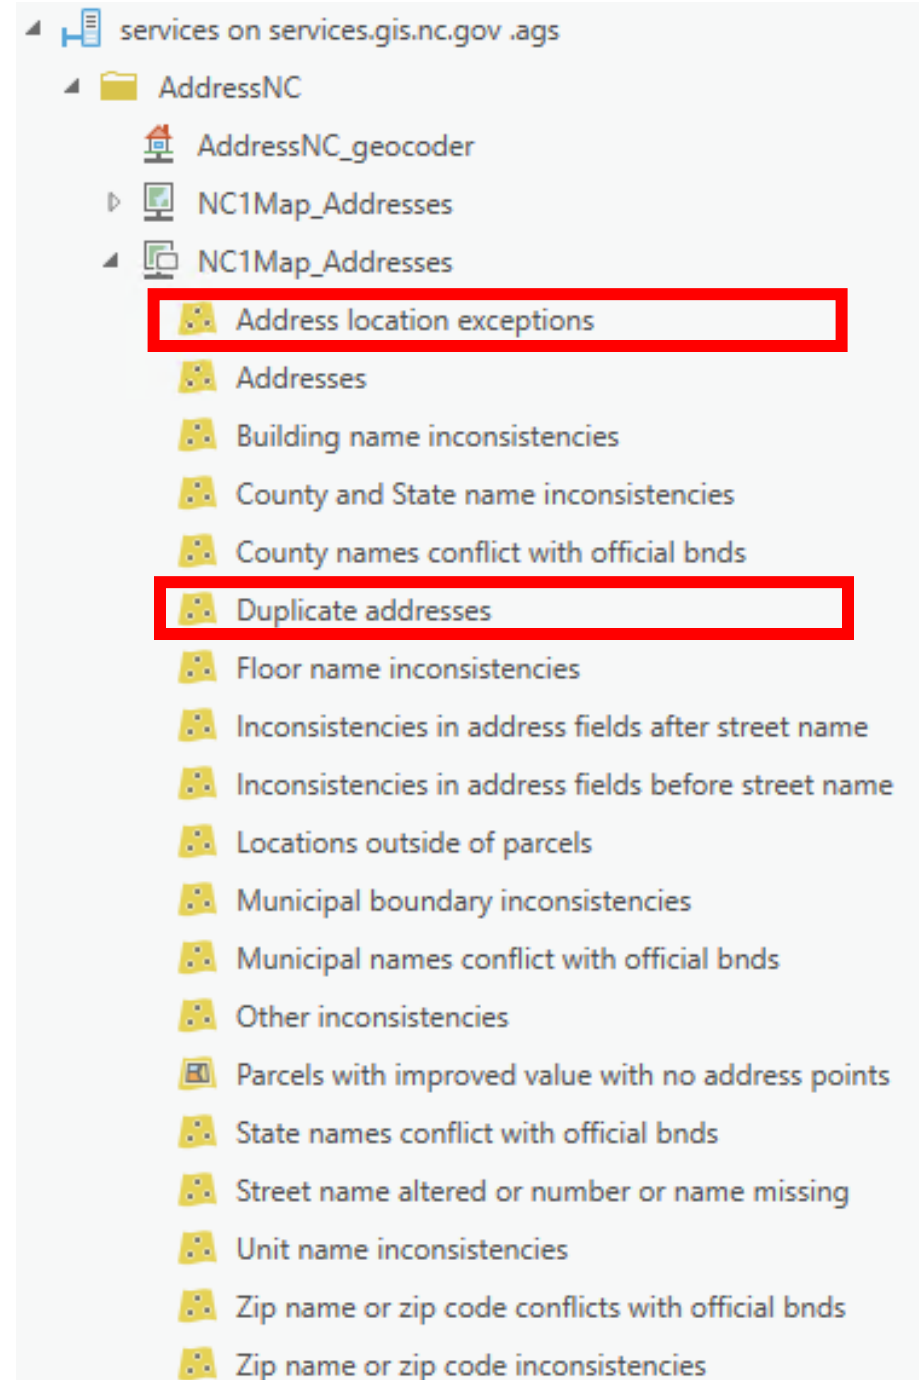 services on services.gis.nc.gov .ags
AddressNC
AddressNC_geocoder
NC1Map_Addresses
NC1Map_Addresses
Address location exceptions
Addresses
Building name inconsistencies
County and State name inconsistencies
County names conflict with official bnds
Duplicate addresses
Floor name inconsistencies
Inconsistencies in address fields after street name
Inconsistencies in address fields before street name
Locations outside of parcels
Municipal boundary inconsistencies
Municipal names conflict with official bnds
Other inconsistencies
Parcels with improved value with no address points
State names conflict with official bnds
Street name altered or number or name missing
Unit name inconsistencies
Zip name or zip code conflicts with official bnds
Zip name or zip code inconsistencies